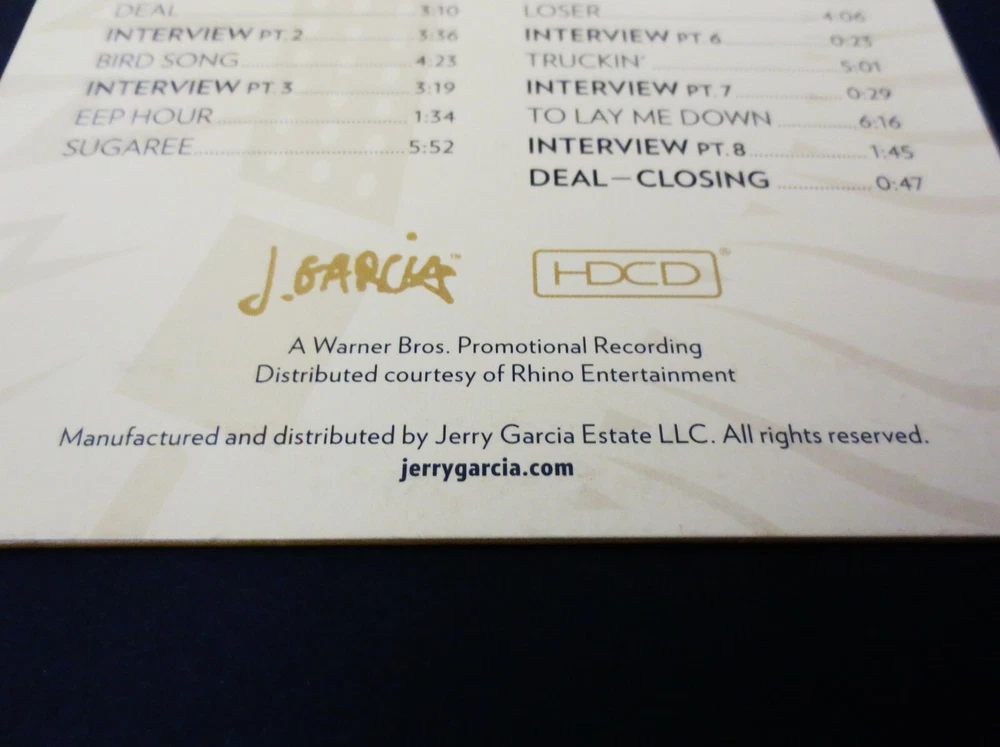 DEAL 3:10
INTERVIEW PT. 2 3:36
BIRD SONG 4:23
INTERVIEW PT. 3 3:19
EEP HOUR 1:34
SUGAREE 5:52
LOSER 4:06
INTERVIEW PT. 6 0:23
TRUCKIN' 5:01
INTERVIEW PT. 7 0:29
TO LAY ME DOWN 6:16
INTERVIEW PT. 8 1:45
DEAL—CLOSING 0:47
J. GARCIA™
HDCD®
A Warner Bros. Promotional Recording
Distributed courtesy of Rhino Entertainment
Manufactured and distributed by Jerry Garcia Estate LLC. All rights reserved.
jerrygarcia.com